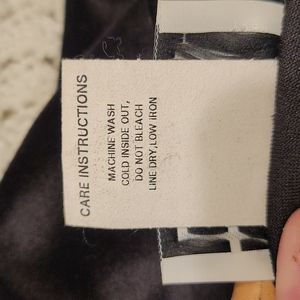 CARE INSTRUCTIONS
MACHINE WASH
COLD INSIDE OUT,
DO NOT BLEACH
LINE DRY,LOW IRON